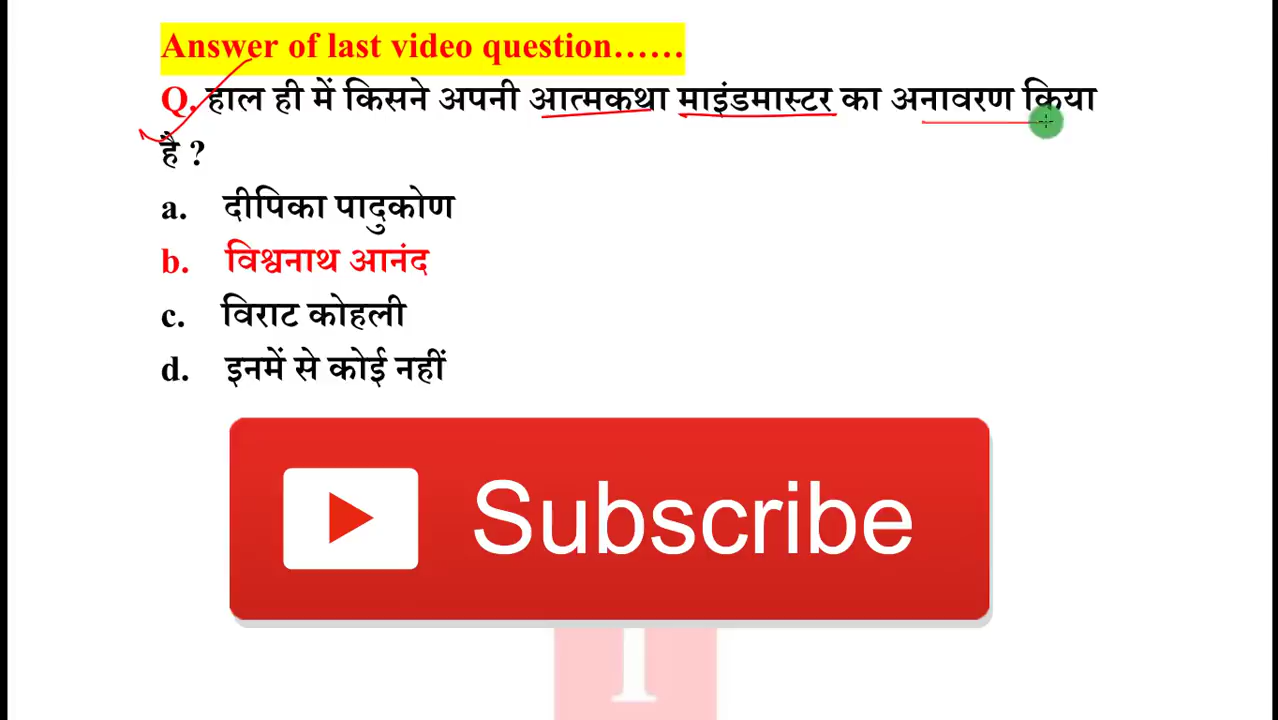 Answer of last video question......
Q. हाल ही में किसने अपनी आत्मकथा माइंडमास्टर का अनावरण किया
है ?
a. दीपिका पादुकोण
b. विश्वनाथ आनंद
c. विराट कोहली
d. इनमें से कोई नहीं
Subscribe